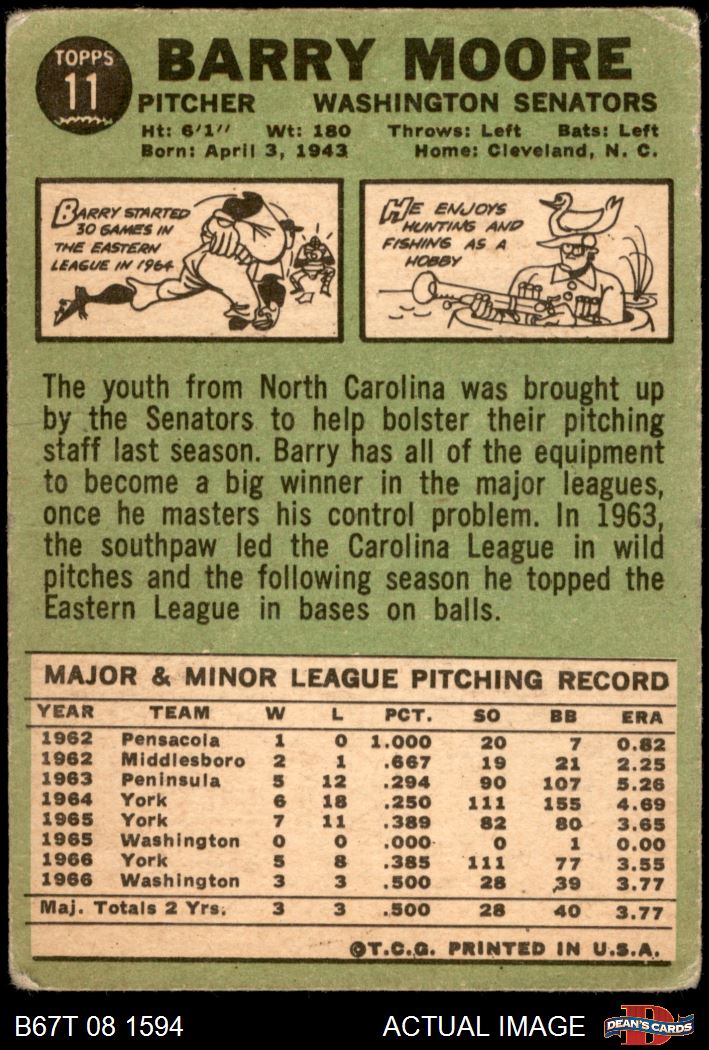 TOPPS
11
BARRY MOORE
PITCHER WASHINGTON SENATORS
Ht: 6'1" Wt: 180 Throws: Left Bats: Left
Born: April 3, 1943 Home: Cleveland, N. C.
BARRY STARTED
30 GAMES IN
THE EASTERN
LEAGUE IN 1964
HE ENJOYS
HUNTING AND
FISHING AS A
HOBBY
The youth from North Carolina was brought up
by the Senators to help bolster their pitching
staff last season. Barry has all of the equipment
to become a big winner in the major leagues,
once he masters his control problem. In 1963,
the southpaw led the Carolina League in wild
pitches and the following season he topped the
Eastern League in bases on balls.
MAJOR & MINOR LEAGUE PITCHING RECORD
YEAR TEAM W L PCT. SO BB ERA
1962 Pensacola 1 0 1.000 20 7 0.82
1962 Middlesboro 2 1 .667 19 21 2.25
1963 Peninsula 5 12 .294 90 107 5.26
1964 York 6 18 .250 111 155 4.69
1965 York 7 11 .389 82 80 3.65
1965 Washington 0 0 .000 0 1 0.00
1966 York 5 8 .385 111 77 3.55
1966 Washington 3 3 .500 28 39 3.77
Maj. Totals 2 Yrs. 3 3 .500 28 40 3.77
©T.C.G. PRINTED IN U.S.A.
B67T 08 1594 ACTUAL IMAGE
D
DEAN'S CARDS